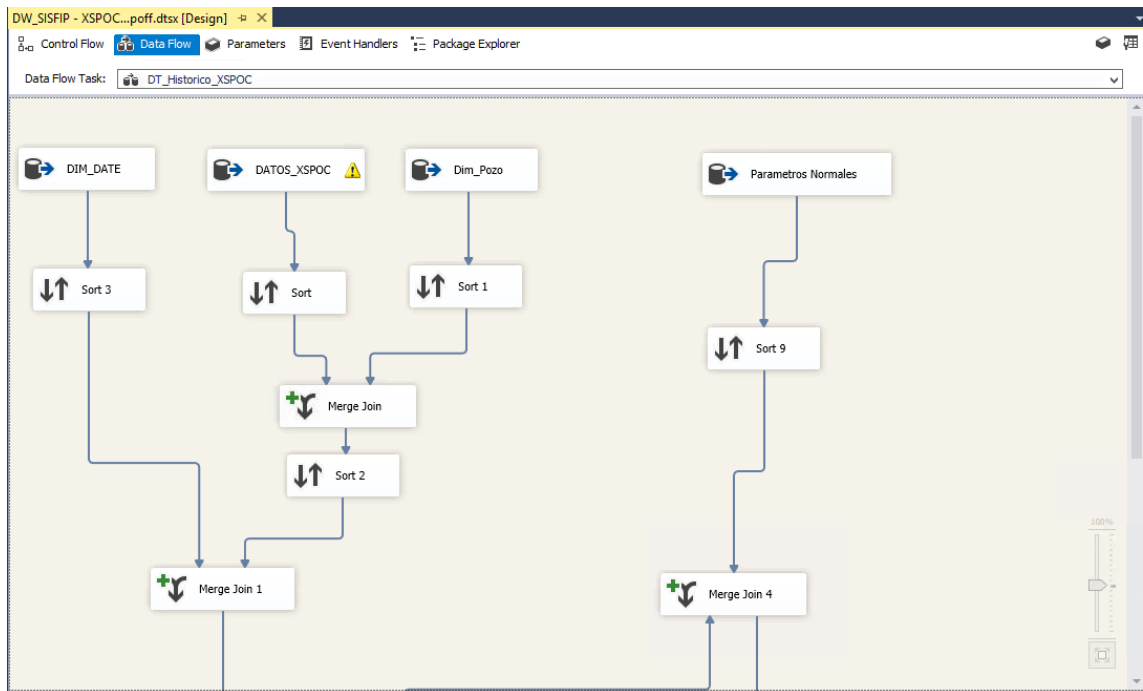 DW_SISFIP - XSPOC...poff.dtsx [Design]
Control Flow Data Flow Parameters Event Handlers Package Explorer
Data Flow Task: DT_Historico_XSPOC
DIM_DATE DATOS_XSPOC Dim_Pozo Parametros Normales
Sort 3 Sort Sort 1
Sort 9
Merge Join
Sort 2
100%
Merge Join 1 Merge Join 4